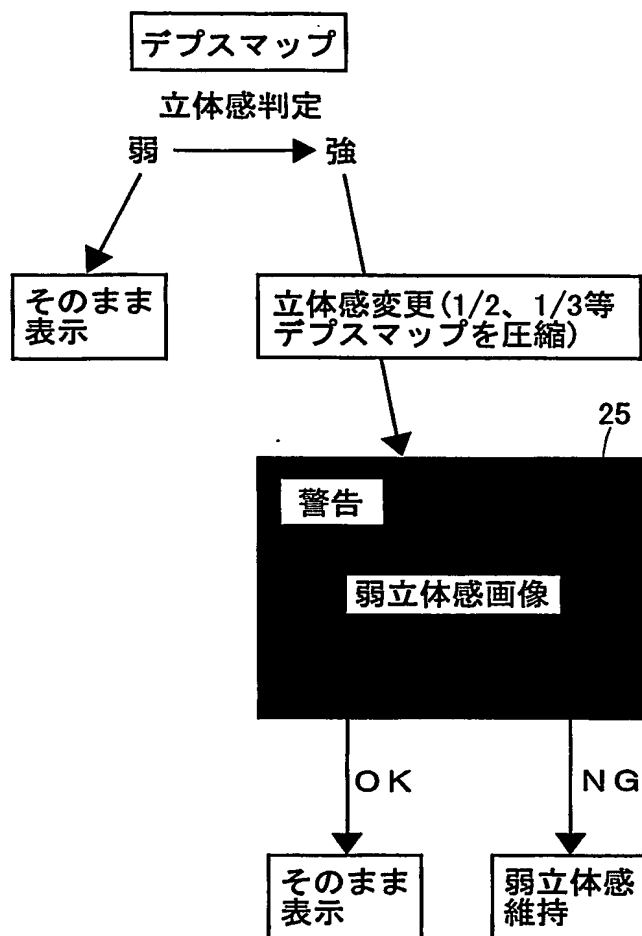 デプスマップ
立体感判定
弱 強
そのまま
表示
立体感変更(1/2、1/3等
デプスマップを圧縮)
25
警告
弱立体感画像
OK
NG
そのまま
表示
弱立体感
維持